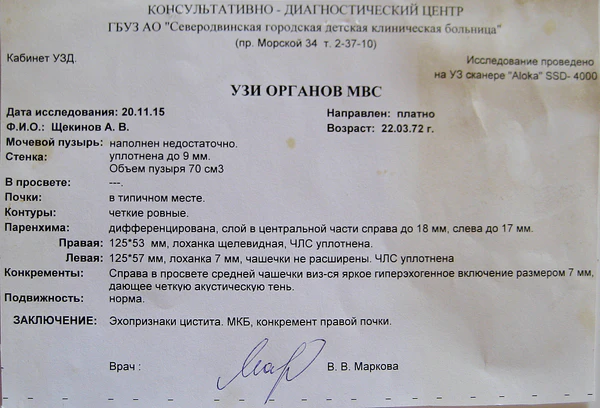 КОНСУЛЬТАТИВНО - ДИАГНОСТИЧЕСКИЙ ЦЕНТР
ГБУЗ АО "Северодвинская городская детская клиническая больница"
(пр. Морской 34 т. 2-37-10)
Кабинет УЗД.
Исследование проведено
на УЗ сканере "Aloka" SSD- 4000
УЗИ ОРГАНОВ МВС
Дата исследования: 20.11.15 Направлен: платно
Ф.И.О.: Щекинов А. В. Возраст: 22.03.72 г.
Мочевой пузырь: наполнен недостаточно.
Стенка: уплотнена до 9 мм.
Объем пузыря 70 см3
В просвете: ---.
Почки: в типичном месте.
Контуры: четкие ровные.
Паренхима: дифференцирована, слой в центральной части справа до 18 мм, слева до 17 мм.
Правая: 125*53 мм, лоханка щелевидная, ЧЛС уплотнена.
Левая: 125*57 мм, лоханка 7 мм, чашечки не расширены. ЧЛС уплотнена
Конкременты: Справа в просвете средней чашечки виз-ся яркое гиперэхогенное включение размером 7 мм,
дающее четкую акустическую тень.
Подвижность: норма.
ЗАКЛЮЧЕНИЕ: Эхопризнаки цистита. МКБ, конкремент правой почки.
Врач : В. В. Маркова